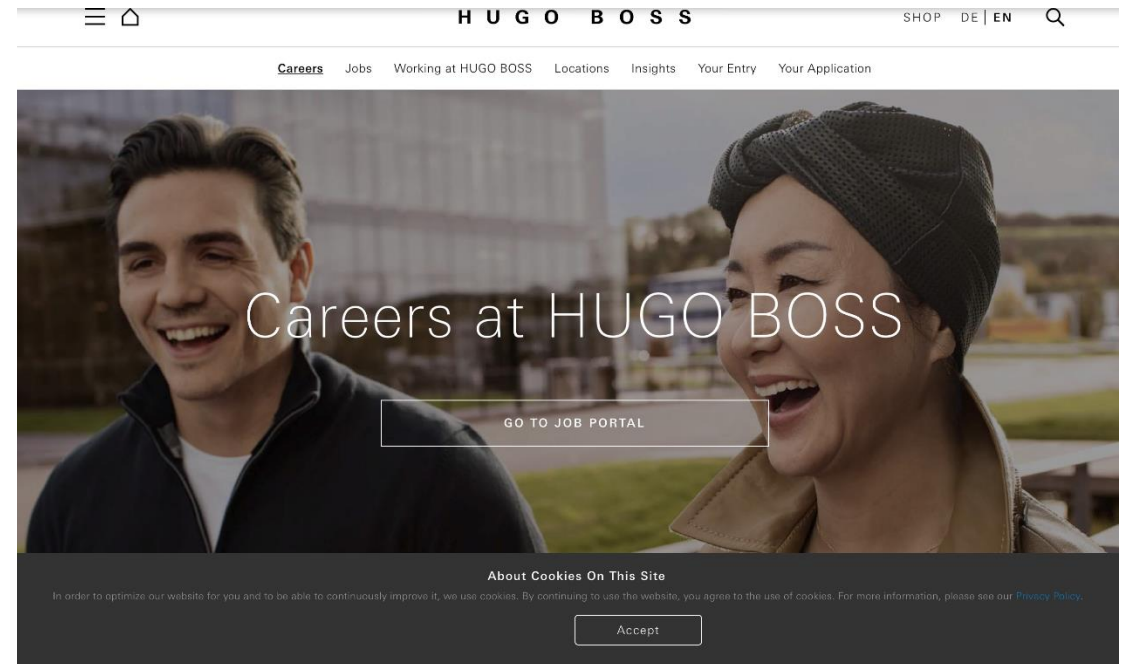 HUGO BOSS
SHOP DE | EN
Careers Jobs Working at HUGO BOSS Locations Insights Your Entry Your Application
Careers at HUGO BOSS
GO TO JOB PORTAL
About Cookies On This Site
In order to optimize our website for you and to be able to continuously improve it, we use cookies. By continuing to use the website, you agree to the use of cookies. For more information, please see our Privacy Policy.
Accept